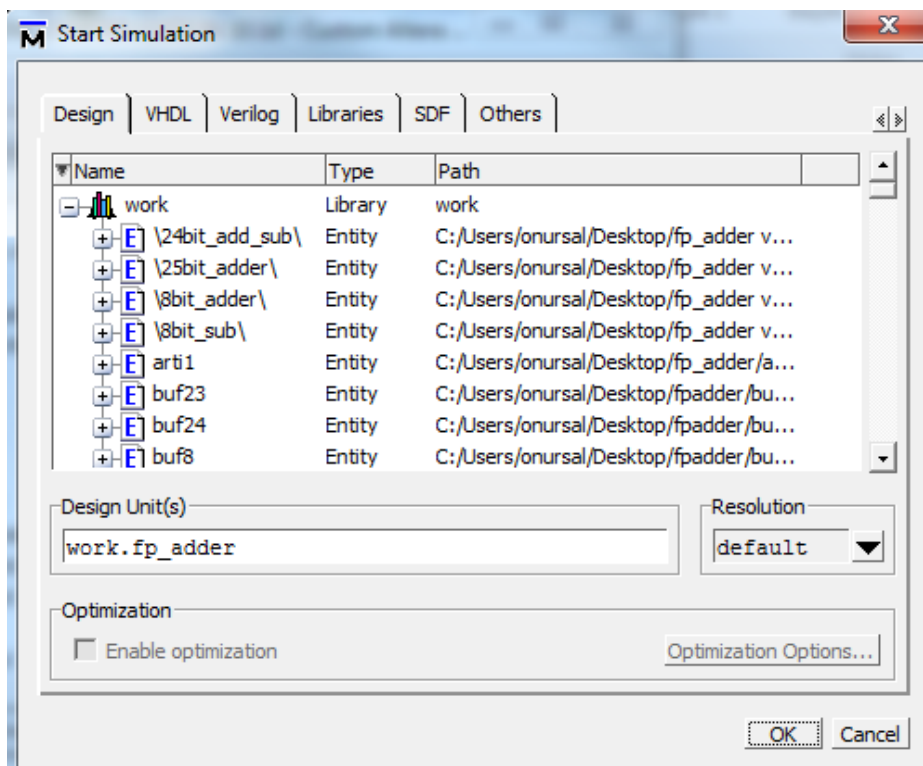 M Start Simulation
Design VHDL Verilog Libraries SDF Others
Name Type Path
work Library work
\24bit_add_sub\ Entity C:/Users/onursal/Desktop/fp_adder v...
\25bit_adder\ Entity C:/Users/onursal/Desktop/fp_adder v...
\8bit_adder\ Entity C:/Users/onursal/Desktop/fp_adder v...
\8bit_sub\ Entity C:/Users/onursal/Desktop/fp_adder v...
arti1 Entity C:/Users/onursal/Desktop/fp_adder/a...
buf23 Entity C:/Users/onursal/Desktop/fpadder/bu...
buf24 Entity C:/Users/onursal/Desktop/fpadder/bu...
buf8 Entity C:/Users/onursal/Desktop/fpadder/bu...
Design Unit(s) Resolution
work.fp_adder default
Optimization
Enable optimization Optimization Options...
OK Cancel